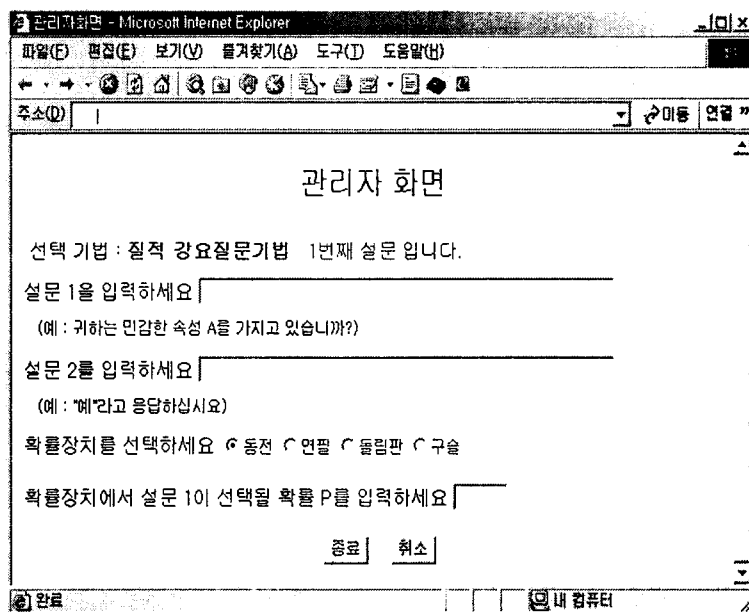 관리자화면 - Microsoft Internet Explorer
파일(F) 편집(E) 보기(V) 즐겨찾기(A) 도구(T) 도움말(H)
주소(D) 이동 연결 »
관리자 화면
선택 기법 : 질적 강요질문기법 1번째 설문 입니다.
설문 1을 입력하세요
(예 : 귀하는 민감한 속성 A를 가지고 있습니까?)
설문 2를 입력하세요
(예 : "예"라고 응답하십시요)
확률장치를 선택하세요 동전 연필 돌림판 구슬
확률장치에서 설문 1이 선택될 확률 P를 입력하세요
종료 취소
완료 내 컴퓨터